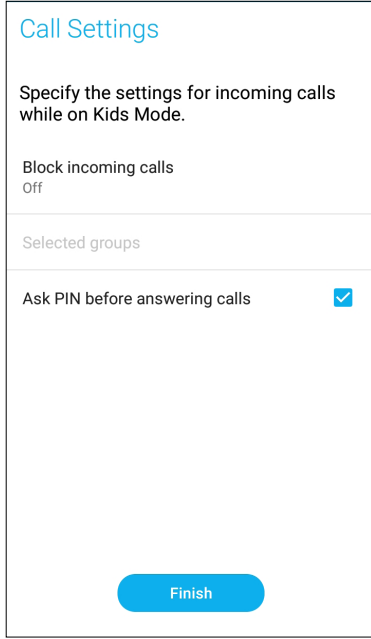 Call Settings
Specify the settings for incoming calls
while on Kids Mode.
Block incoming calls
Off
Selected groups
Ask PIN before answering calls
Finish